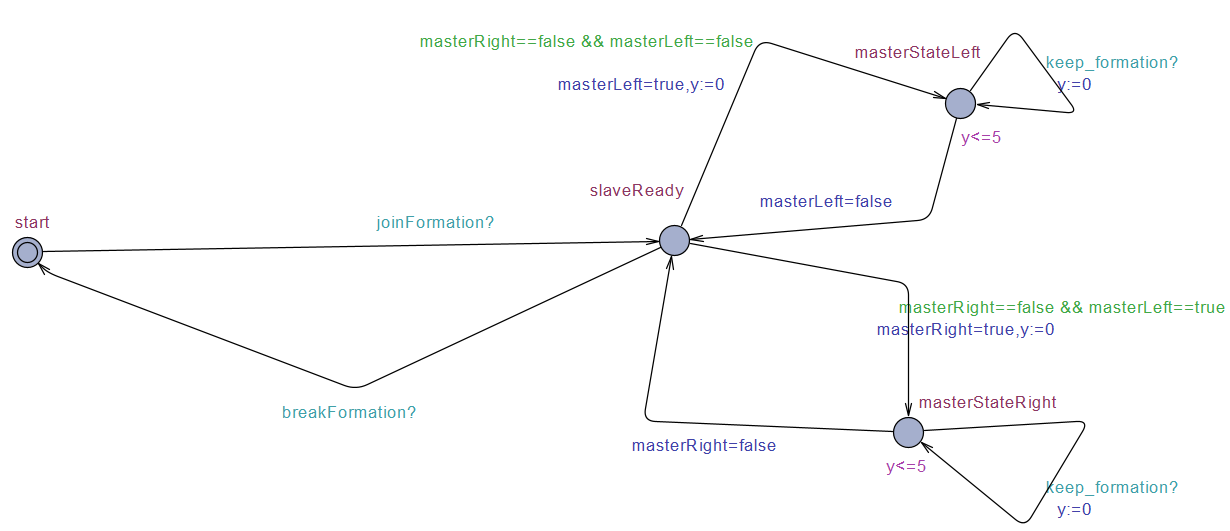 masterRight==false && masterLeft==false
masterLeft=true,y:=0
masterStateLeft
keep_formation?
y:=0
y<=5
slaveReady
masterLeft=false
start
joinFormation?
masterRight==false && masterLeft==true
masterRight=true,y:=0
breakFormation?
masterStateRight
masterRight=false
y<=5
keep_formation?
y:=0